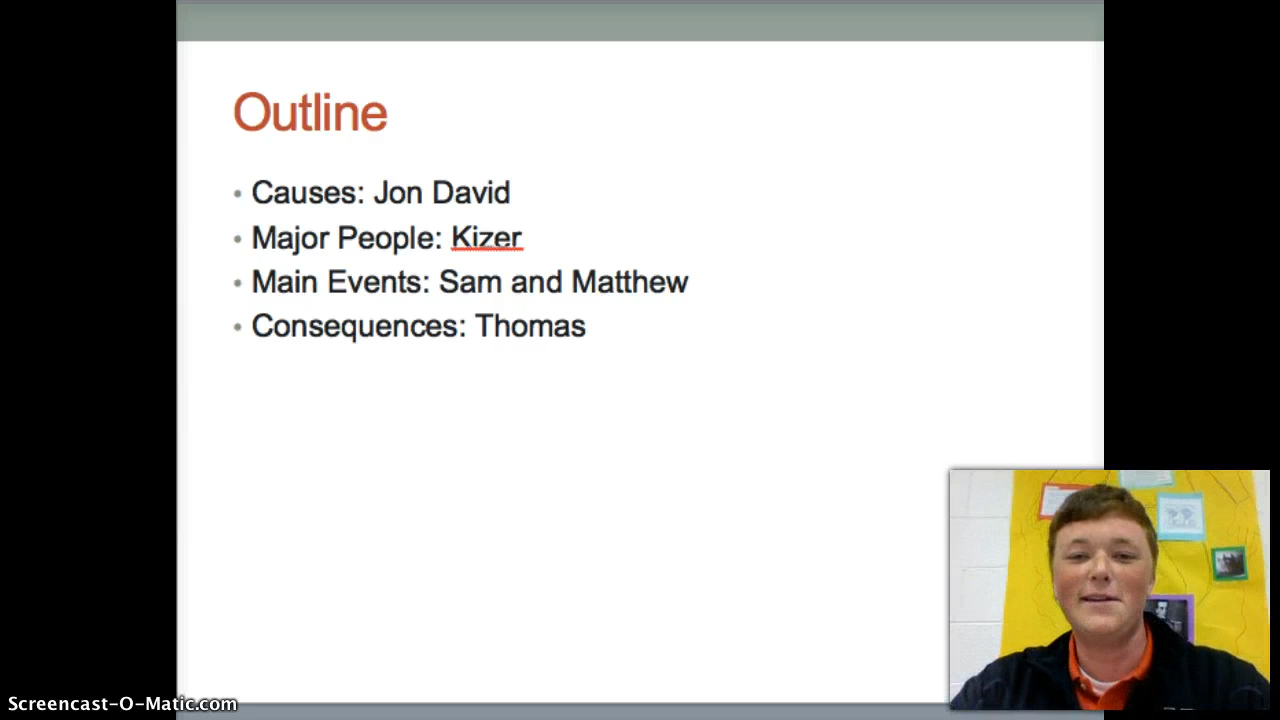 Outline
• Causes: Jon David
• Major People: Kizer
• Main Events: Sam and Matthew
• Consequences: Thomas
Screencast-O-Matic.com